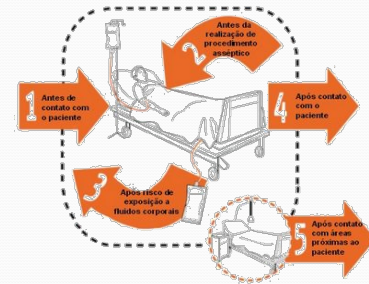 1
Antes de
contato com
o paciente
2
Antes da
realização de
procedimento
asséptico
3
Após risco de
exposição a
fluidos corporais
4
Após contato
com o
paciente
5
Após contato
com áreas
próximas ao
paciente